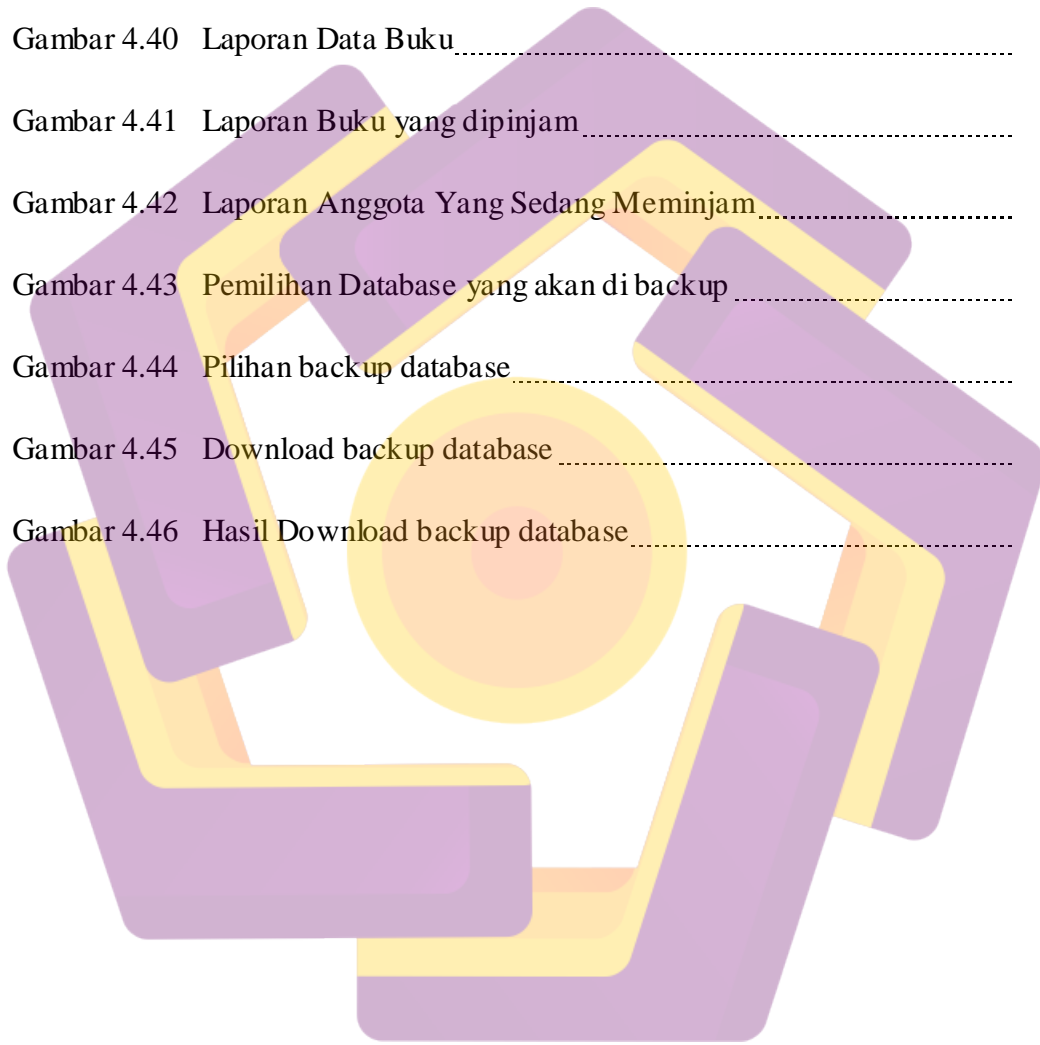 Gambar 4.40 Laporan Data Buku
Gambar 4.41 Laporan Buku yang dipinjam
Gambar 4.42 Laporan Anggota Yang Sedang Meminjam
Gambar 4.43 Pemilihan Database yang akan di backup
Gambar 4.44 Pilihan backup database
Gambar 4.45 Download backup database
Gambar 4.46 Hasil Download backup database